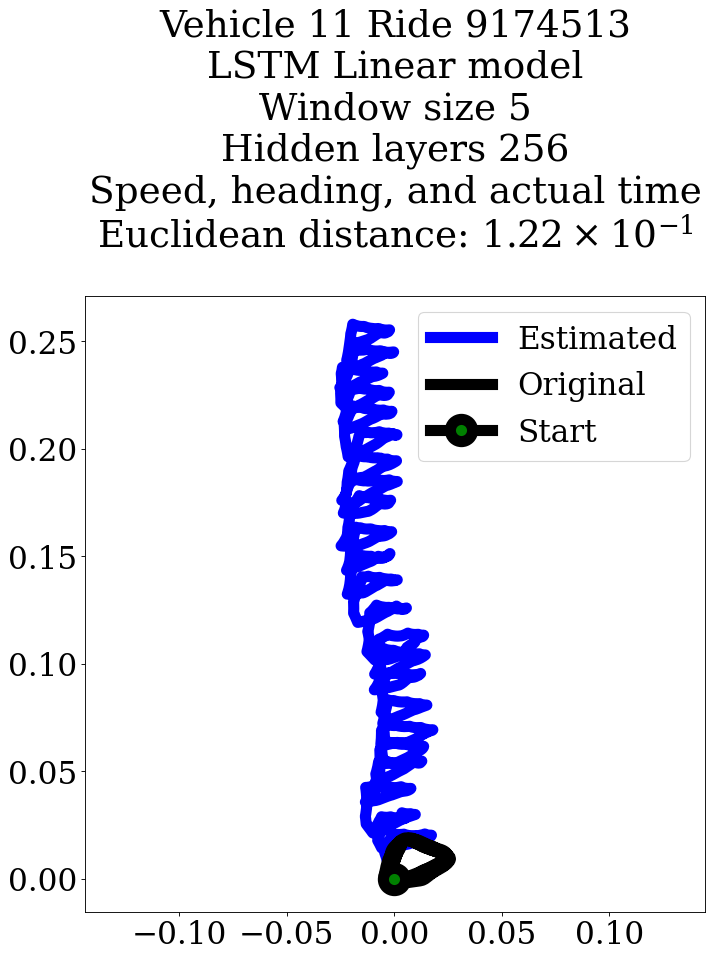 Vehicle 11 Ride 9174513
LSTM Linear model
Window size 5
Hidden layers 256
Speed, heading, and actual time
Euclidean distance: 1.22 × 10⁻¹
Estimated
Original
Start
0.25
0.20
0.15
0.10
0.05
0.00
−0.10 −0.05 0.00 0.05 0.10